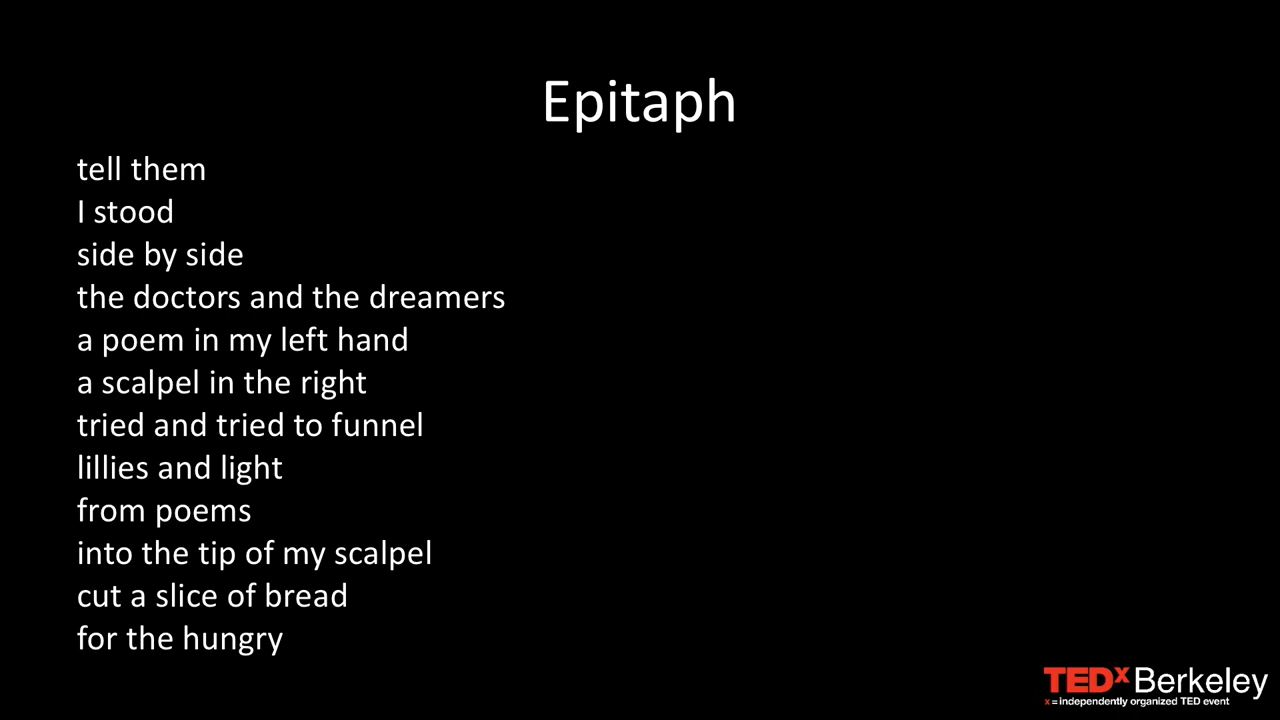 Epitaph
tell them
I stood
side by side
the doctors and the dreamers
a poem in my left hand
a scalpel in the right
tried and tried to funnel
lillies and light
from poems
into the tip of my scalpel
cut a slice of bread
for the hungry
TEDx Berkeley
x = independently organized TED event